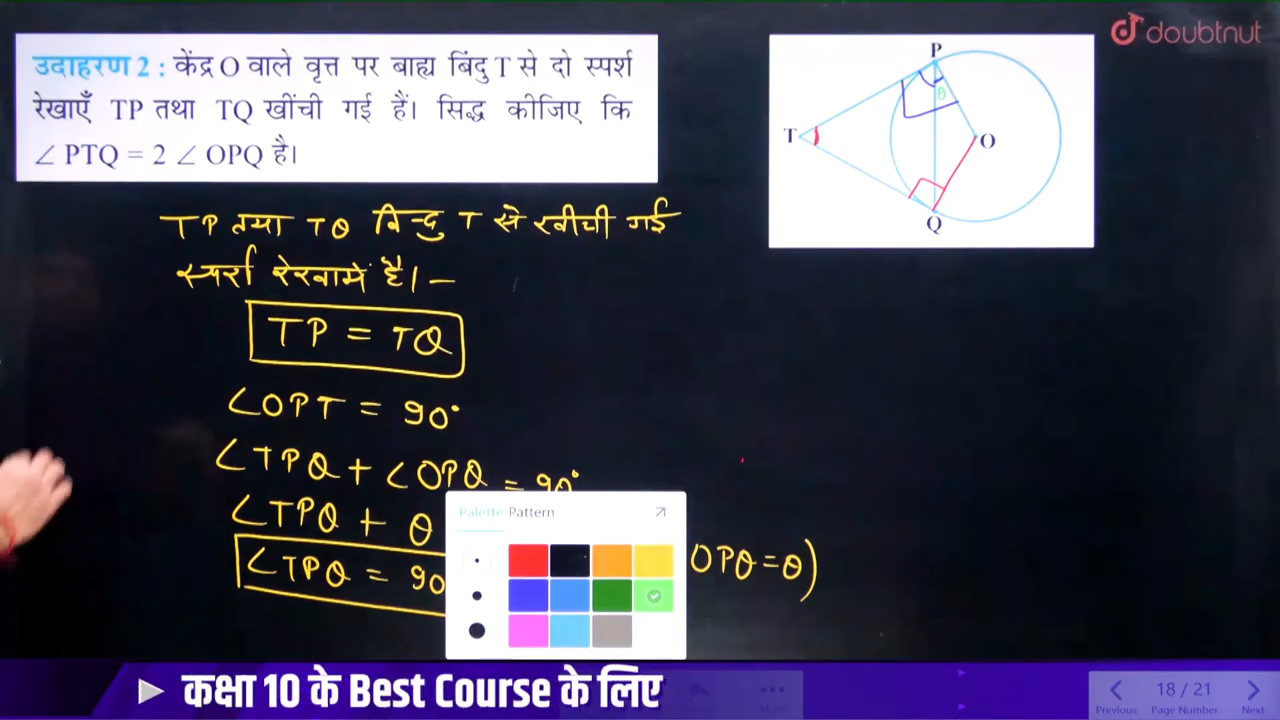 doubtnut
उदाहरण 2 : केंद्र O वाले वृत्त पर बाह्य बिंदु T से दो स्पर्श
रेखाएँ TP तथा TQ खींची गई हैं। सिद्ध कीजिए कि
∠ PTQ = 2 ∠ OPQ है।
P
θ
T
O
Q
TP तथा TQ बिन्दु T से खीची गई
स्पर्श रेखामें है। -
TP = TQ
∠OPT = 90°
∠TPQ + ∠OPQ = 90°
∠TPQ + θ
∠TPQ = 90
OPQ = θ)
Palette Pattern
कक्षा 10 के Best Course के लिए
18 / 21
Previous Page Number Next